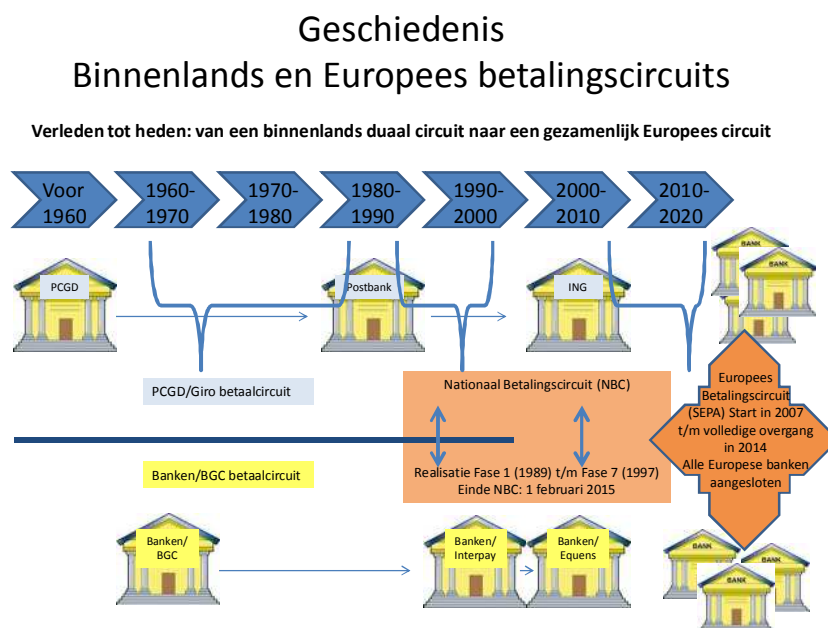 Geschiedenis
Binnenlands en Europees betalingscircuits
Verleden tot heden: van een binnenlands duaal circuit naar een gezamenlijk Europees circuit
Voor
1960
1960-
1970
1970-
1980
1980-
1990
1990-
2000
2000-
2010
2010-
2020
PCGD
Postbank
ING
BANK
BANK
PCGD/Giro betaalcircuit
Nationaal Betalingscircuit (NBC)
Europees
Betalingscircuit
(SEPA) Start in 2007
t/m volledige overgang
in 2014
Alle Europese banken
aangesloten
Banken/BGC betaalcircuit
Realisatie Fase 1 (1989) t/m Fase 7 (1997)
Einde NBC: 1 februari 2015
Banken/
BGC
Banken/
Interpay
Banken/
Equens
BANK
BANK
BANK